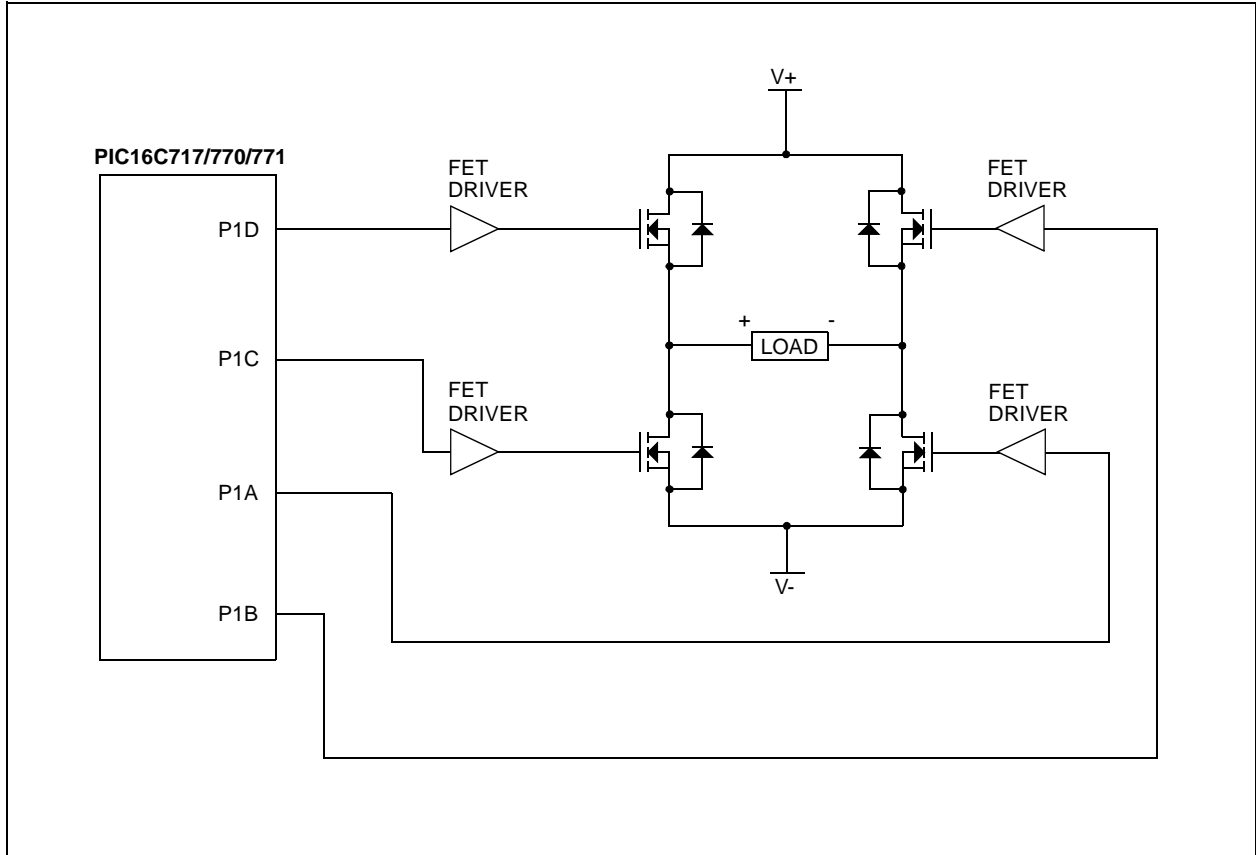 V+
PIC16C717/770/771
FET
DRIVER
FET
DRIVER
P1D
+
-
LOAD
P1C
FET
DRIVER
FET
DRIVER
P1A
V-
P1B